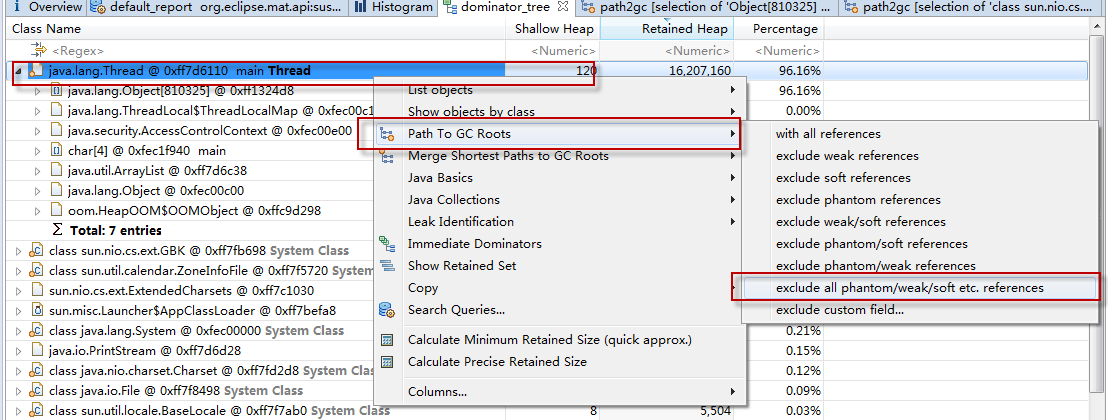 i Overview default_report org.eclipse.mat.api:sus... Histogram dominator_tree path2gc [selection of 'Object[810325] ... path2gc [selection of 'class sun.nio.cs....
Class Name Shallow Heap Retained Heap Percentage
<Regex> <Numeric> <Numeric> <Numeric>
java.lang.Thread @ 0xff7d6110 main Thread 120 16,207,160 96.16%
java.lang.Object[810325] @ 0xff1324d8 96.16%
java.lang.ThreadLocal$ThreadLocalMap @ 0xfec00c1 0.00%
java.security.AccessControlContext @ 0xfec00e00
char[4] @ 0xfec1f940 main
java.util.ArrayList @ 0xff7d6c38
java.lang.Object @ 0xfec00c00
oom.HeapOOM$OOMObject @ 0xffc9d298
Σ Total: 7 entries
class sun.nio.cs.ext.GBK @ 0xff7fb698 System Class
class sun.util.calendar.ZoneInfoFile @ 0xff7f5720 System Class
sun.nio.cs.ext.ExtendedCharsets @ 0xff7c1030
sun.misc.Launcher$AppClassLoader @ 0xff7befa8
class java.lang.System @ 0xfec00000 System Class 0.21%
java.io.PrintStream @ 0xff7d6d28 0.15%
class java.nio.charset.Charset @ 0xff7fd2d8 System Class 0.12%
class java.io.File @ 0xff7f8498 System Class 0.09%
class sun.util.locale.BaseLocale @ 0xff7f7ab0 System Class 8 5,504 0.03%
List objects
Show objects by class
Path To GC Roots
Merge Shortest Paths to GC Roots
Java Basics
Java Collections
Leak Identification
Immediate Dominators
Show Retained Set
Copy
Search Queries...
Calculate Minimum Retained Size (quick approx.)
Calculate Precise Retained Size
Columns...
with all references
exclude weak references
exclude soft references
exclude phantom references
exclude weak/soft references
exclude phantom/soft references
exclude phantom/weak references
exclude all phantom/weak/soft etc. references
exclude custom field...